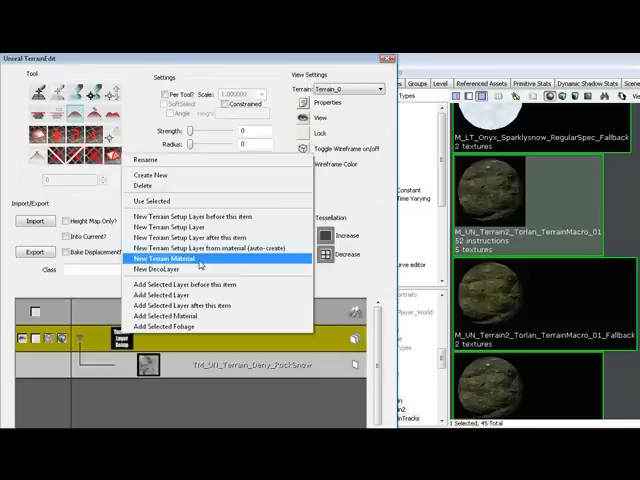 Unreal TerrainEdit
Tool
Settings
View Settings
Per Tool?
Scale:
1.000000
Terrain:
Terrain_0
SoftSelect
Constrained
Angle
Properties
View
Strength:
0
Lock
Radius:
0
Toggle Wireframe on/off
Wireframe Color
0
Rename
Create New
Delete
Use Selected
New Terrain Setup Layer before this item
New Terrain Setup Layer
New Terrain Setup Layer after this item
New Terrain Setup Layer from material (auto-create)
New Terrain Material
New DecoLayer
Add Selected Layer before this item
Add Selected Layer
Add Selected Layer after this item
Add Selected Material
Add Selected Foliage
Import/Export
Import
Height Map Only?
Into Current?
Export
Bake Displacement?
Class
Tessellation
Increase
Decrease
Terrain
Layer
Setup
TM_UN_Terrain_Deny_RockSnow
Groups
Level
Referenced Assets
Primitive Stats
Dynamic Shadow Stats
Types
Time Varying
M_LT_Onyx_Sparklysnow_RegularSpec_Fallback
2 textures
M_UN_Terrain2_Torlan_TerrainMacro_01
52 instructions
5 textures
M_UN_Terrain2_Torlan_TerrainMacro_01_Fallback
2 textures
1 Selected, 45 Total